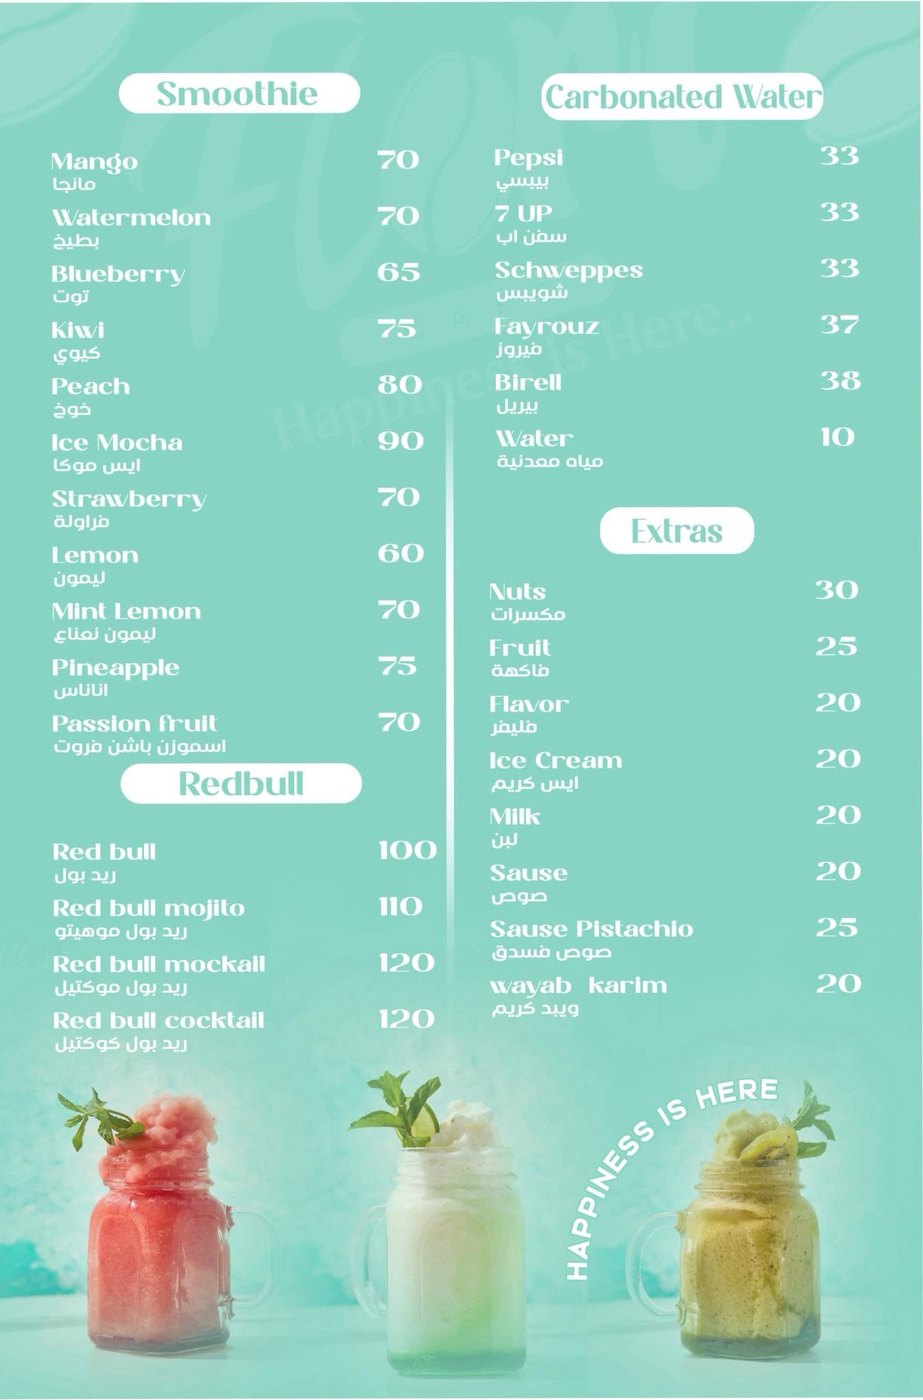 Smoothie
Mango 70
مانجا
Watermelon 70
بطيخ
Blueberry 65
توت
Kiwi 75
كيوي
Peach 80
خوخ
Ice Mocha 90
ايس موكا
Strawberry 70
فراولة
Lemon 60
ليمون
Mint Lemon 70
ليمون نعناع
Pineapple 75
اناناس
Passion fruit 70
اسموزن باشن فروت
Redbull
Red bull 100
ريد بول
Red bull mojito 110
ريد بول موهيتو
Red bull mockail 120
ريد بول موكتيل
Red bull cocktail 120
ريد بول كوكتيل
Carbonated Water
Pepsi 33
بيبسي
7 UP 33
سفن اب
Schweppes 33
شويبس
Fayrouz 37
فيروز
Birell 38
بيريل
Water 10
مياه معدنية
Extras
Nuts 30
مكسرات
Fruit 25
فاكهة
Flavor 20
فليفر
Ice Cream 20
ايس كريم
Milk 20
لبن
Sause 20
صوص
Sause Pistachio 25
صوص فسدق
wayab karim 20
ويبد كريم
HAPPINESS IS HERE
Happiness is Here..